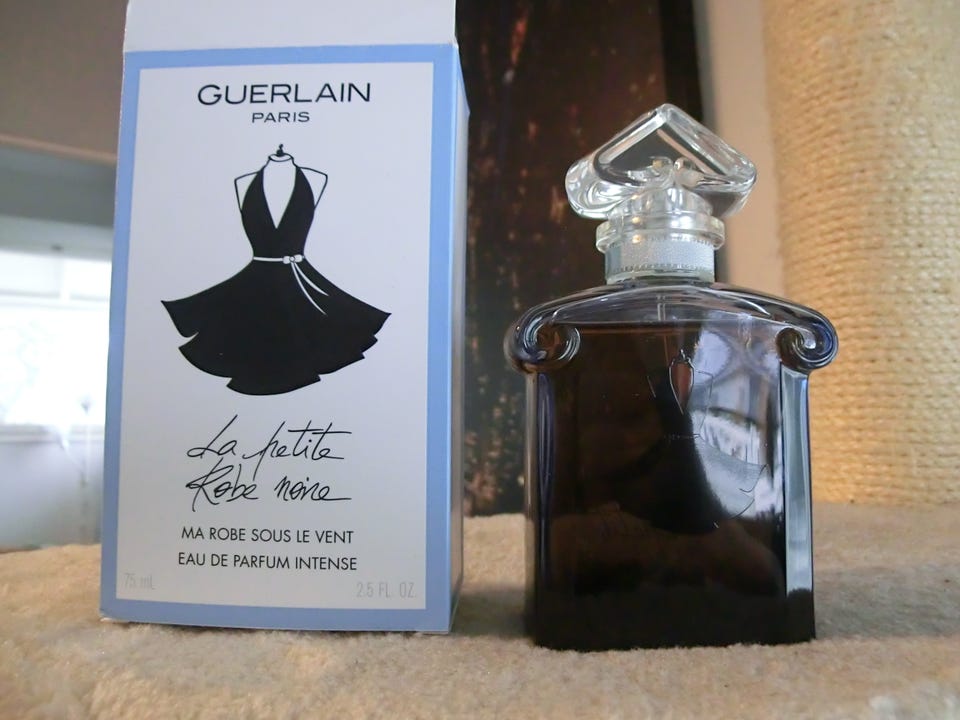 GUERLAIN
PARIS
La petite
Robe noire
MA ROBE SOUS LE VENT
EAU DE PARFUM INTENSE
75 mL 2.5 FL. OZ.